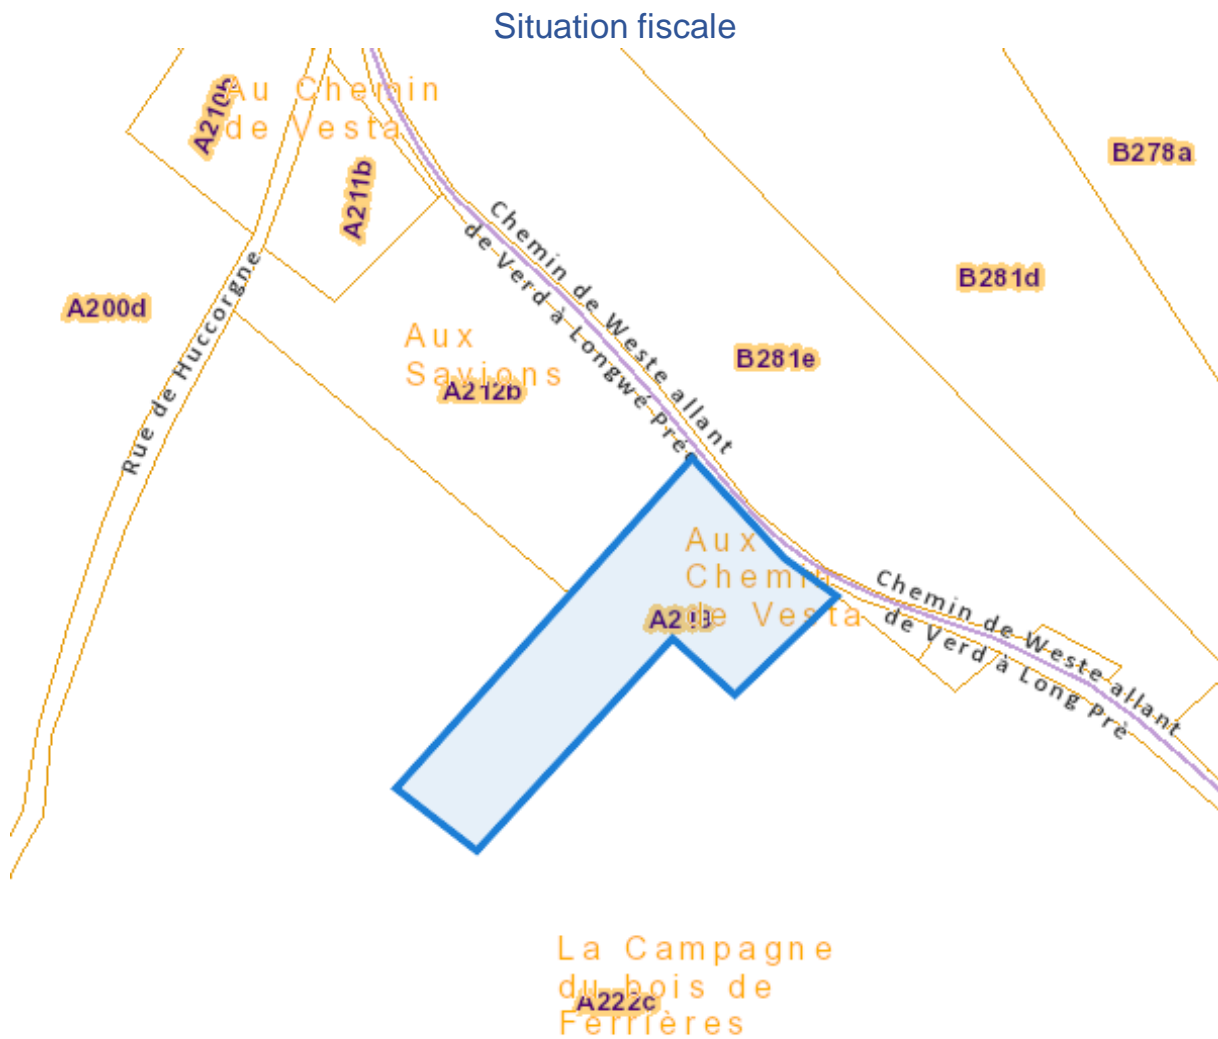 Situation fiscale
A210b
Au Chemin
de Vesta
A211b
B278a
Chemin de Weste allant
de Verd à Longwé Prée
B281d
A200d
Rue de Huccorgne
Aux
Savions
A212b
B281e
Aux
Chemin
de Vesta
Chemin de Weste allant
de Verd à Long Prè
La Campagne
du bois de
Ferrières
A222c